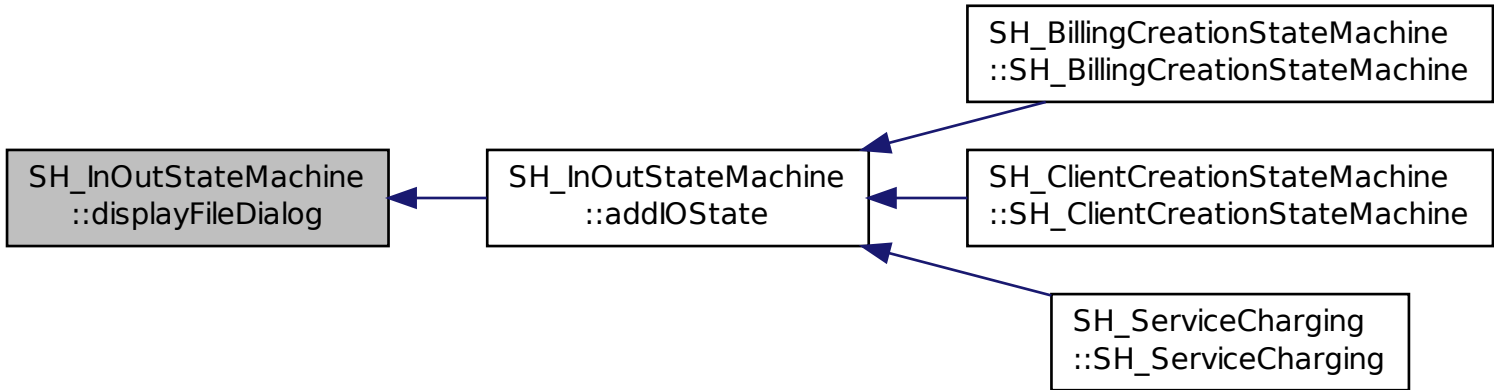 SH_BillingCreationStateMachine
::SH_BillingCreationStateMachine
SH_InOutStateMachine
::displayFileDialog
SH_InOutStateMachine
::addIOState
SH_ClientCreationStateMachine
::SH_ClientCreationStateMachine
SH_ServiceCharging
::SH_ServiceCharging